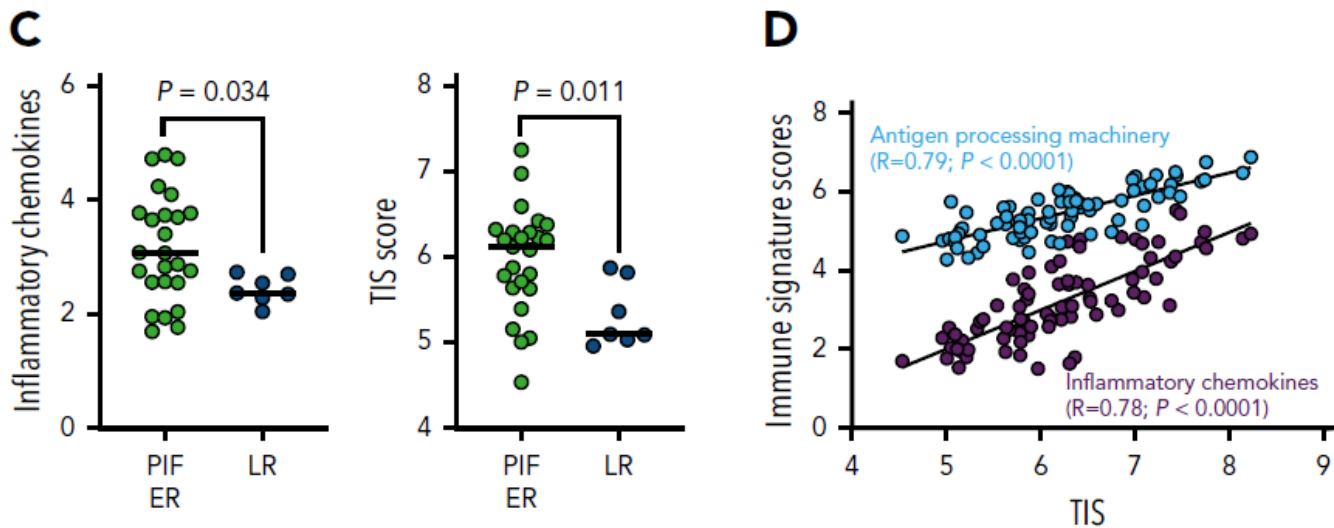 C
Inflammatory chemokines
6
4
2
0
P = 0.034
PIF
ER
LR
TIS score
8
7
6
5
4
P = 0.011
PIF
ER
LR
D
Immune signature scores
8
6
4
2
0
Antigen processing machinery
(R=0.79; P < 0.0001)
Inflammatory chemokines
(R=0.78; P < 0.0001)
4 5 6 7 8 9
TIS